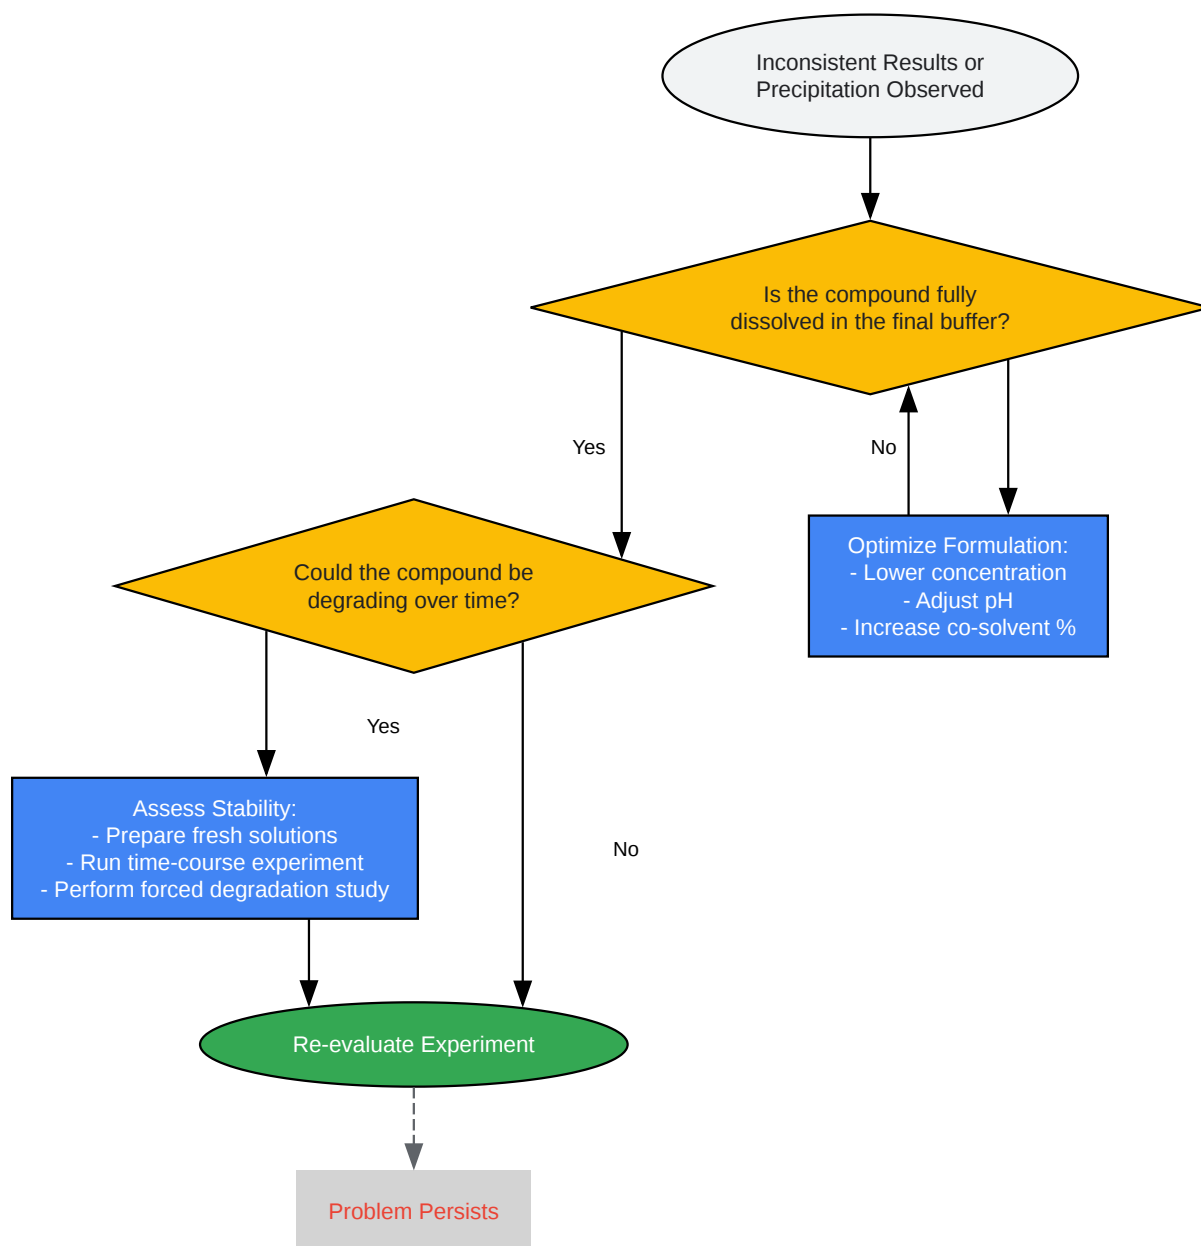 Inconsistent Results or
Precipitation Observed
Is the compound fully
dissolved in the final buffer?
Yes
No
Optimize Formulation:
- Lower concentration
- Adjust pH
- Increase co-solvent %
Could the compound be
degrading over time?
Yes
Assess Stability:
- Prepare fresh solutions
- Run time-course experiment
- Perform forced degradation study
No
Re-evaluate Experiment
Problem Persists